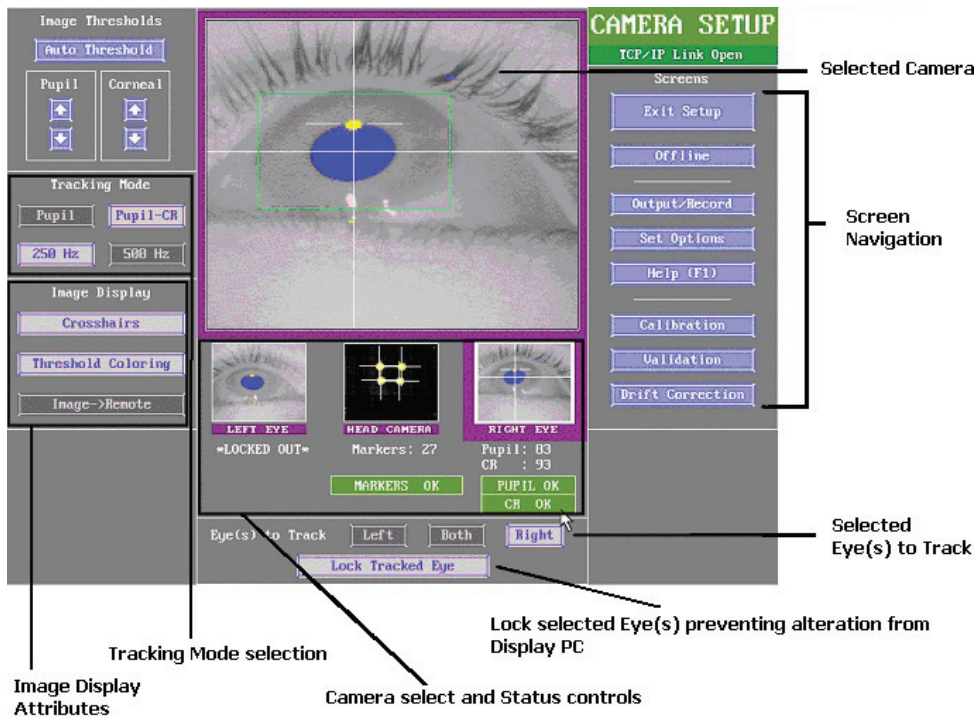 Image Thresholds
Auto Threshold
Pupil
Corneal
Tracking Mode
Pupil
Pupil-CR
250 Hz
500 Hz
Image Display
Crosshairs
Threshold Coloring
Image->Remote
LEFT EYE
*LOCKED OUT*
HEAD CAMERA
Markers: 27
MARKERS OK
RIGHT EYE
Pupil: 83
CR : 93
PUPIL OK
CR OK
Eye(s) to Track
Left
Both
Right
Lock Tracked Eye
CAMERA SETUP
TCP/IP Link Open
Screens
Exit Setup
Offline
Output/Record
Set Options
Help (F1)
Calibration
Validation
Drift Correction
Selected Camera
Screen
Navigation
Selected
Eye(s) to Track
Lock selected Eye(s) preventing alteration from
Display PC
Tracking Mode selection
Image Display
Attributes
Camera select and Status controls